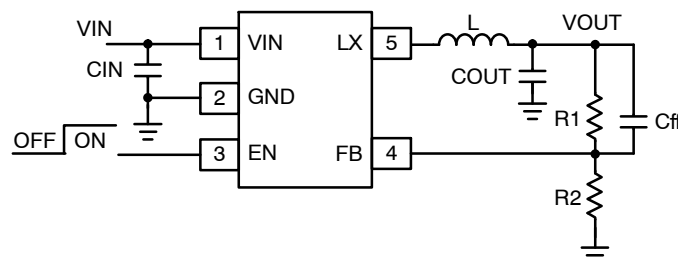 VIN
CIN
OFF ON
1 VIN
2 GND
3 EN
LX 5
FB 4
L
VOUT
COUT
R1
Cff
R2